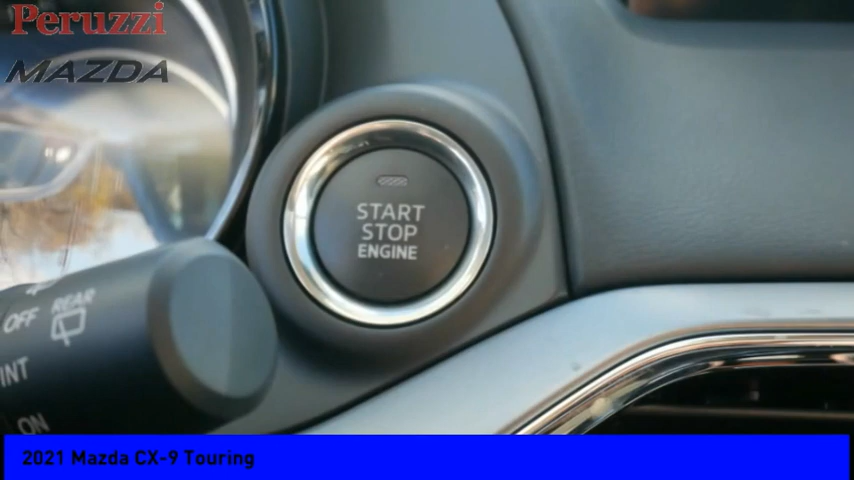 Peruzzi
MAZDA
START
STOP
ENGINE
OFF
REAR
INT
ON
2021 Mazda CX-9 Touring